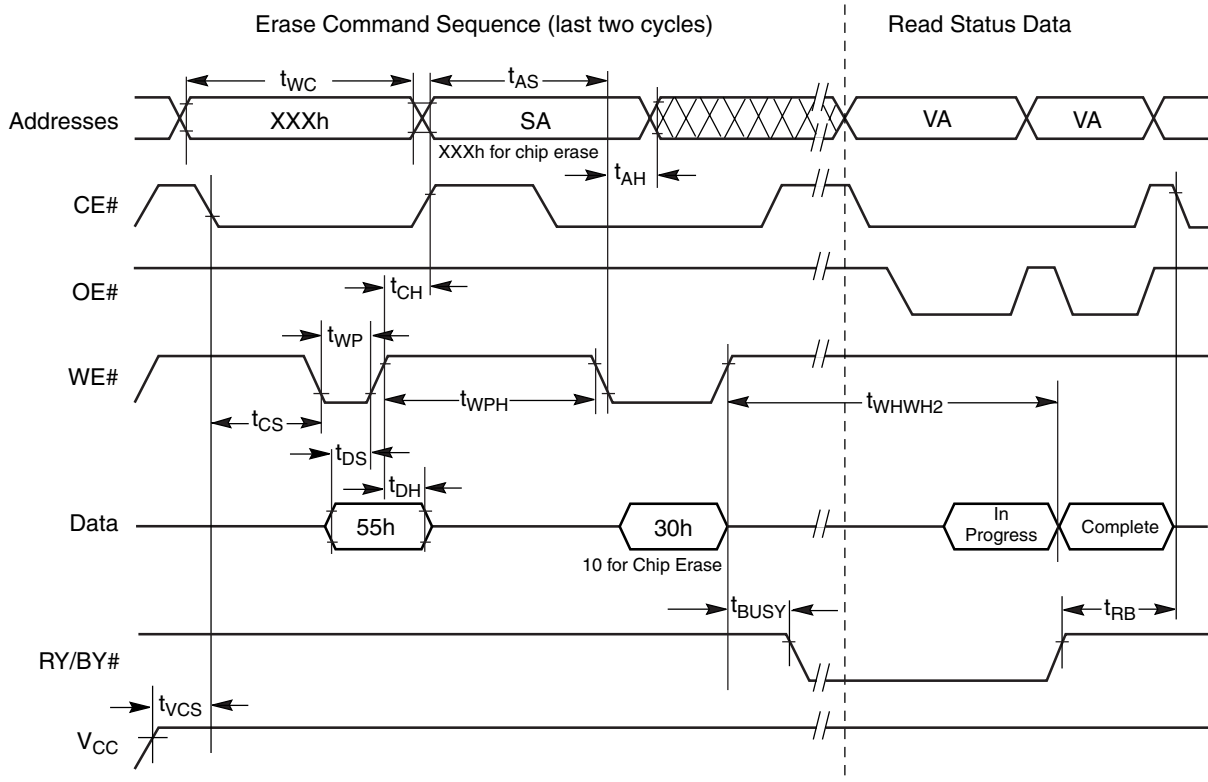 Erase Command Sequence (last two cycles)
Read Status Data
tWC
tAS
Addresses
XXXh
SA
VA
VA
XXXh for chip erase
tAH
CE#
OE#
tCH
tWP
WE#
tWPH
tWHWH2
tCS
tDS
tDH
Data
55h
30h
In
Progress
Complete
10 for Chip Erase
tBUSY
tRB
RY/BY#
tVCS
VCC